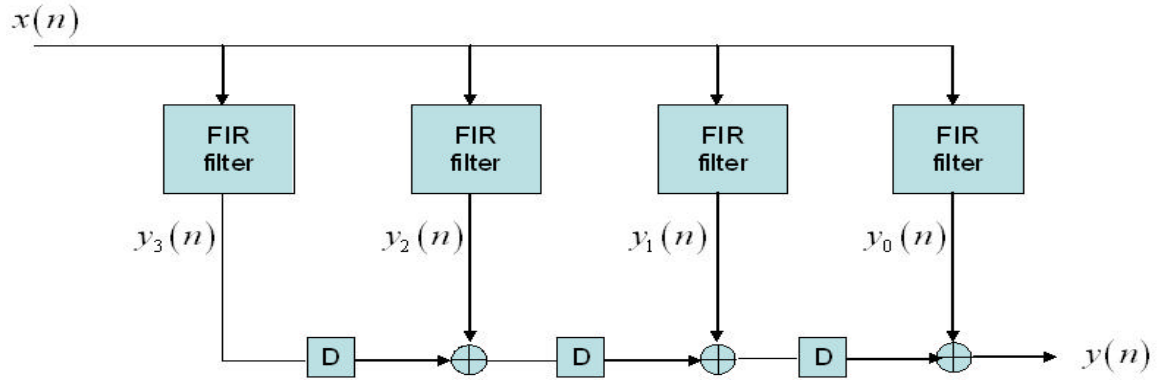 x(n)
FIR filter
FIR filter
FIR filter
FIR filter
y₃(n)
y₂(n)
y₁(n)
y₀(n)
D
D
D
y(n)